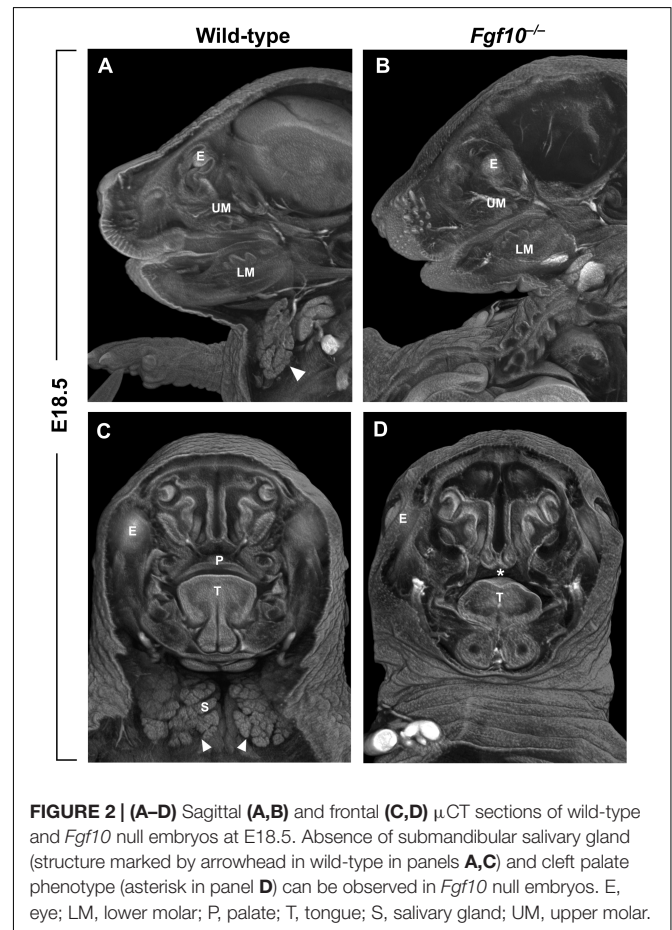 Wild-type
Fgf10–/–
E18.5
A
E
UM
LM
B
E
UM
LM
C
E
P
T
S
D
E
*
T
FIGURE 2 | (A–D) Sagittal (A,B) and frontal (C,D) μCT sections of wild-type
and Fgf10 null embryos at E18.5. Absence of submandibular salivary gland
(structure marked by arrowhead in wild-type in panels A,C) and cleft palate
phenotype (asterisk in panel D) can be observed in Fgf10 null embryos. E,
eye; LM, lower molar; P, palate; T, tongue; S, salivary gland; UM, upper molar.